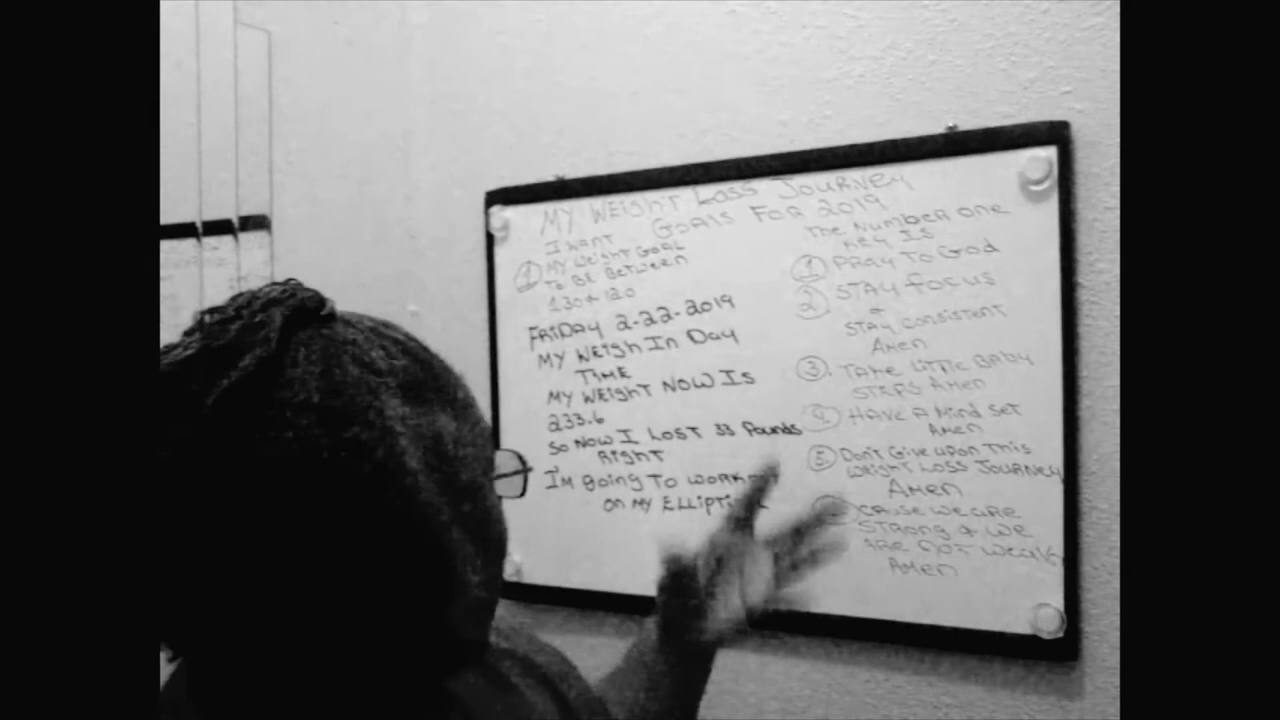 MY WEIGHT LOSS JOURNEY
GOALS FOR 2019
I WANT
① MY WEIGHT GOAL
TO BE BETWEEN
130 & 120
FRIDAY 2-22-2019
MY WEIGH IN DAY
TIME
MY WEIGHT NOW IS
233.6
SO NOW I LOST 33 Pounds
RIGHT
I'M going TO WORK
ON MY
The NUMBER ONE
KEY IS
① PRAY TO GOD
② STAY FOCUS
&
STAY CONSISTENT
AMEN
③ TAKE LITTLE BABY
STEPS AMEN
④ HAVE A MIND SET
AMEN
⑤ Don't Give upon This
WEIGHT LOSS JOURNEY
AMEN
CAUSE WE ARE
STRONG & WE
ARE NOT WEAK
AMEN